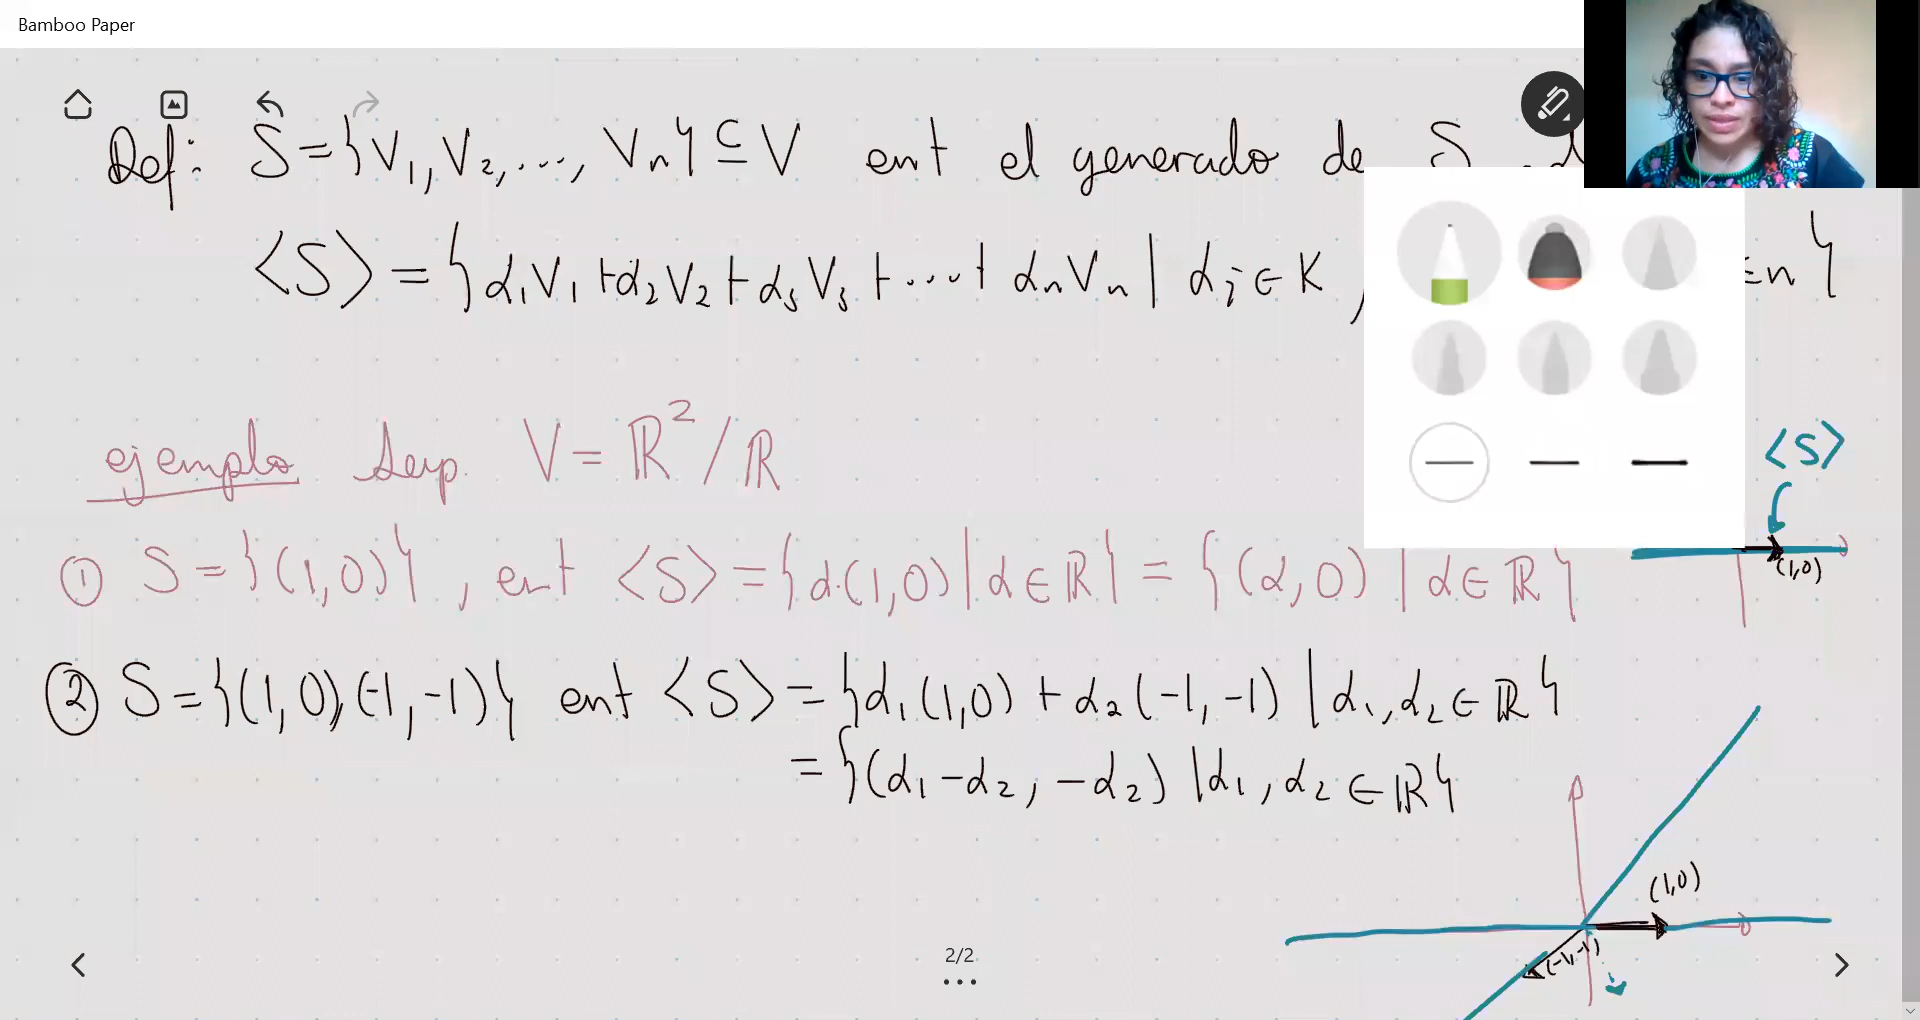 Bamboo Paper
Def: S={V₁,V₂,...,Vₙ} ⊆ V ent el generado de S
<S> = {α₁V₁+α₂V₂+α₃V₃+...+αₙVₙ | αᵢ∈K, ∈n}
ejemplo Sup. V = ℝ²/ℝ
<S>
① S={(1,0)}, ent <S>={α·(1,0)|α∈ℝ} = {(α,0) | α∈ℝ}
(1,0)
② S={(1,0),(-1,-1)} ent <S> = {α₁(1,0)+α₂(-1,-1) | α₁,α₂∈ℝ}
={(α₁-α₂, -α₂) | α₁, α₂∈ℝ}
(1,0)
(-1,-1)
2/2